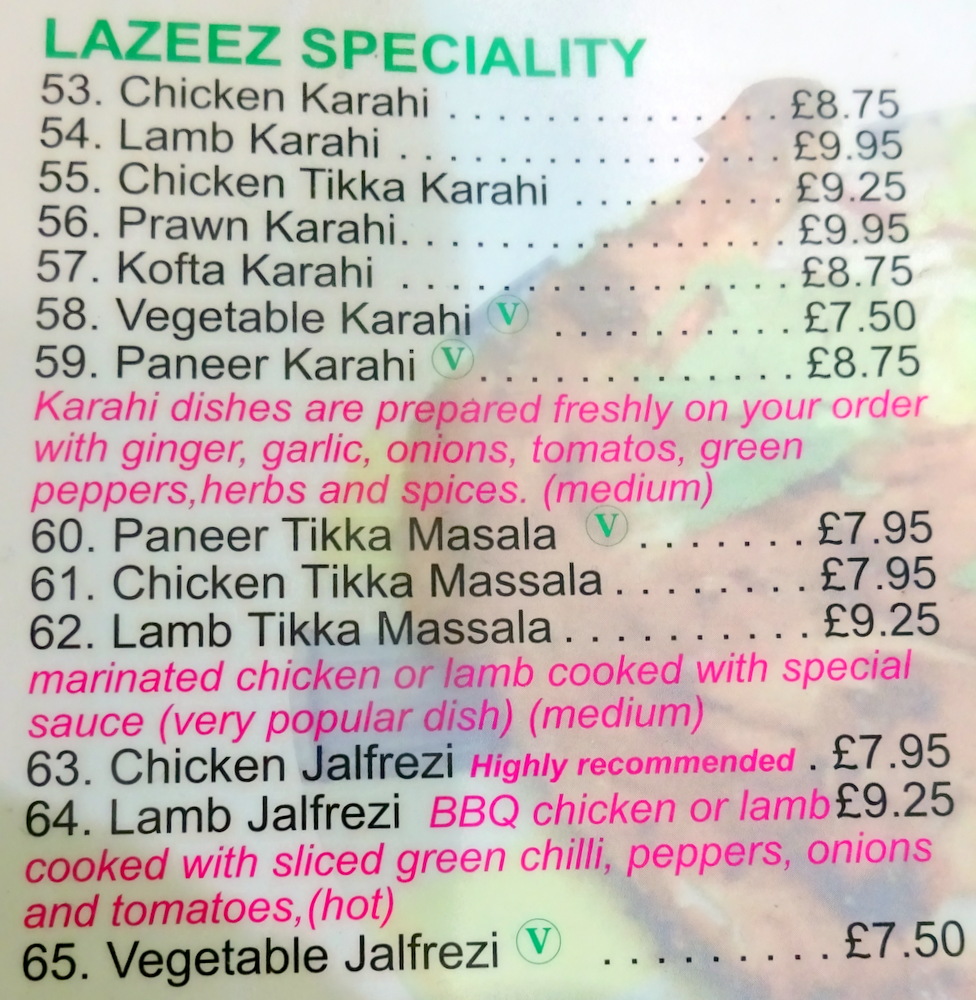 LAZEEZ SPECIALITY
53. Chicken Karahi . . . . . . . . . . . . . . £8.75
54. Lamb Karahi . . . . . . . . . . . . . . . . £9.95
55. Chicken Tikka Karahi . . . . . . . . . £9.25
56. Prawn Karahi. . . . . . . . . . . . . . . . £9.95
57. Kofta Karahi . . . . . . . . . . . . . . . . £8.75
58. Vegetable Karahi V . . . . . . . . . . £7.50
59. Paneer Karahi V . . . . . . . . . . . . . £8.75
Karahi dishes are prepared freshly on your order
with ginger, garlic, onions, tomatos, green
peppers,herbs and spices. (medium)
60. Paneer Tikka Masala V . . . . . . . £7.95
61. Chicken Tikka Massala . . . . . . . . £7.95
62. Lamb Tikka Massala . . . . . . . . . . £9.25
marinated chicken or lamb cooked with special
sauce (very popular dish) (medium)
63. Chicken Jalfrezi Highly recommended . £7.95
64. Lamb Jalfrezi BBQ chicken or lamb £9.25
cooked with sliced green chilli, peppers, onions
and tomatoes,(hot)
65. Vegetable Jalfrezi V . . . . . . . . . £7.50